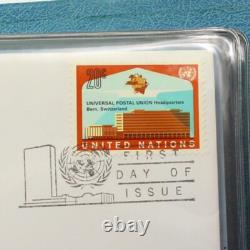 20c
UNIVERSAL POSTAL UNION Headquarters
Bern, Switzerland
UNITED NATIONS
FIRST
DAY OF
ISSUE